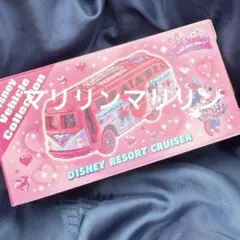 Disney
Vehicle
Collection
マリリンマリリン
DISNEY RESORT CRUISER